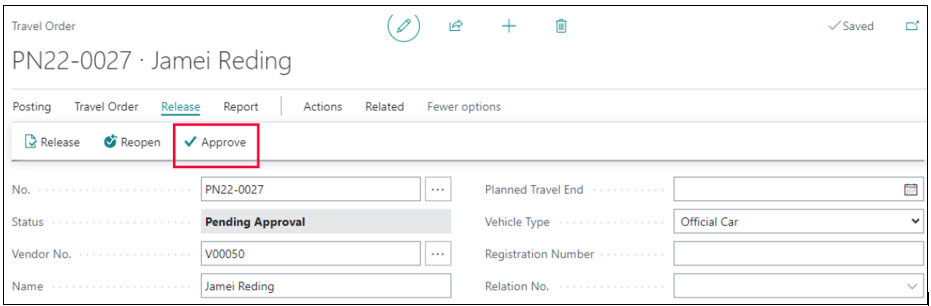 Travel Order
Saved
PN22-0027 · Jamei Reding
Posting Travel Order Release Report Actions Related Fewer options
Release Reopen Approve
No. PN22-0027 Planned Travel End
Status Pending Approval Vehicle Type Official Car
Vendor No. V00050 Registration Number
Name Jamei Reding Relation No.